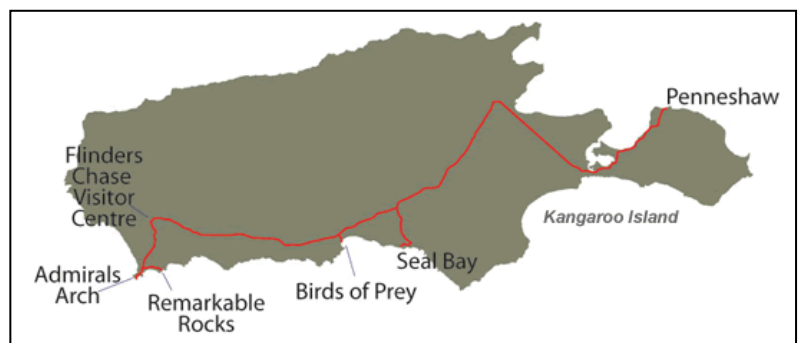 Penneshaw
Flinders
Chase
Visitor
Centre
Kangaroo Island
Seal Bay
Admirals
Arch
Birds of Prey
Remarkable
Rocks